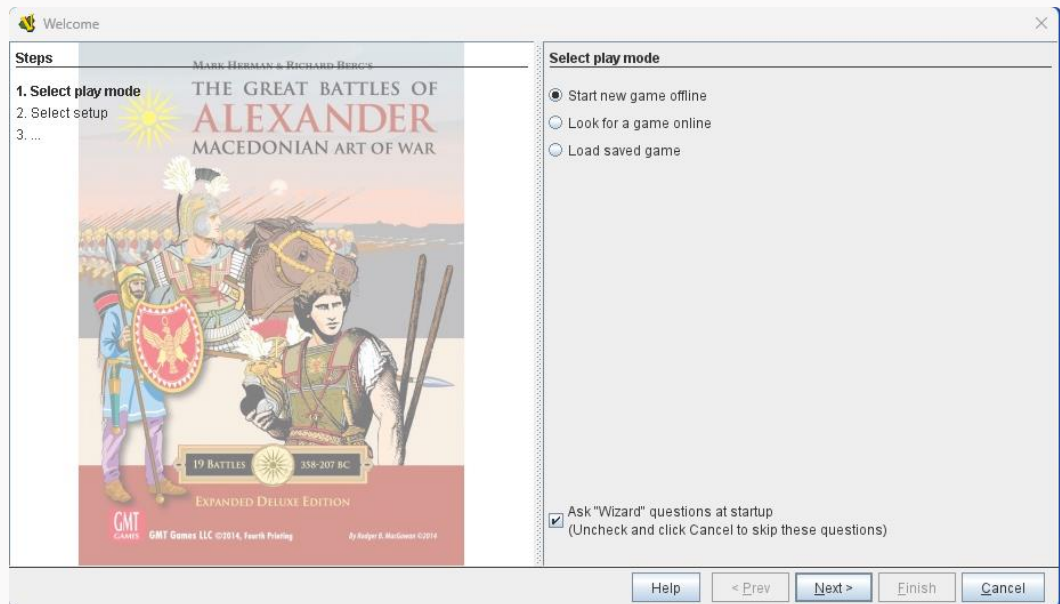 Welcome
Steps
1. Select play mode
2. Select setup
3. ...
MARK HERMAN & RICHARD BERG'S
THE GREAT BATTLES OF
ALEXANDER
MACEDONIAN ART OF WAR
19 BATTLES 358-207 BC
EXPANDED DELUXE EDITION
GMT
GAMES
GMT Games LLC ©2014, Fourth Printing
By Rodger B. MacGowan ©2014
Select play mode
Start new game offline
Look for a game online
Load saved game
Ask "Wizard" questions at startup
(Uncheck and click Cancel to skip these questions)
Help < Prev Next > Finish Cancel